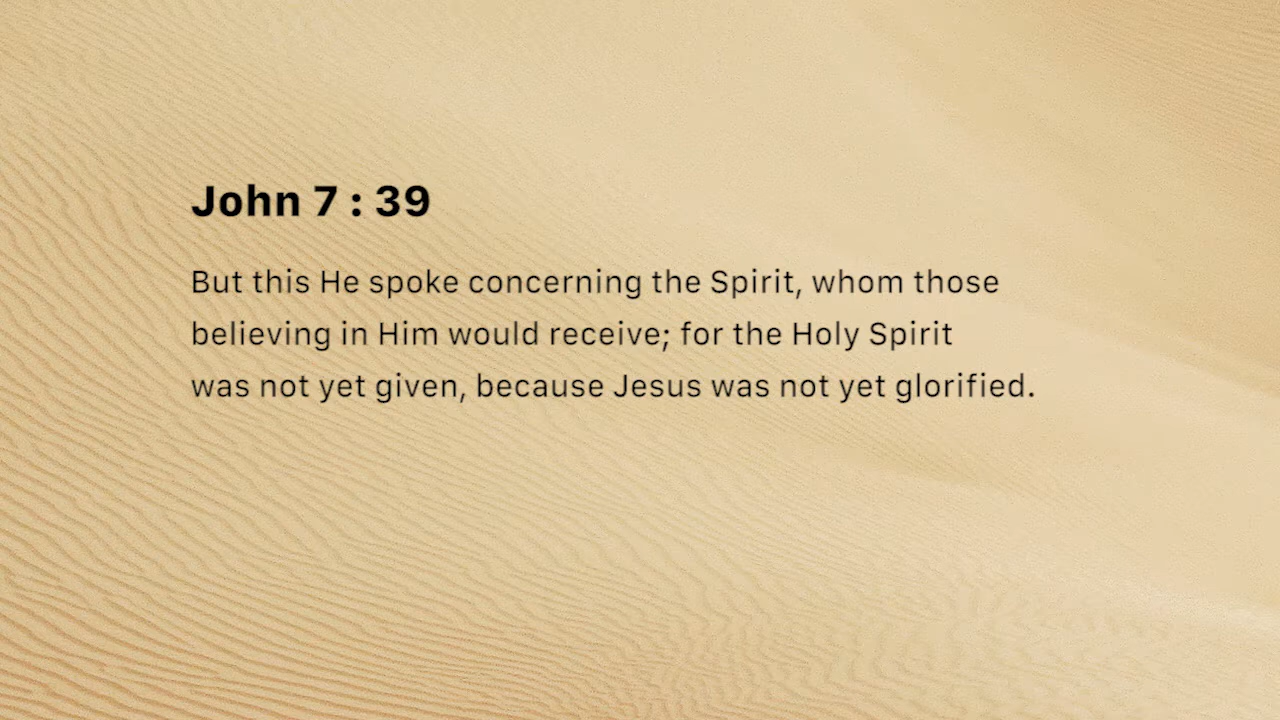 John 7 : 39
But this He spoke concerning the Spirit, whom those
believing in Him would receive; for the Holy Spirit
was not yet given, because Jesus was not yet glorified.